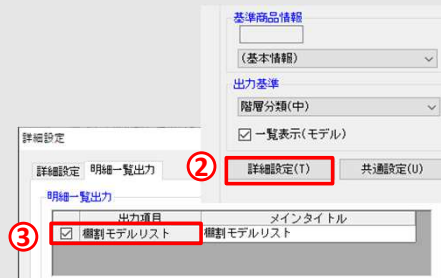 基準商品情報
(基本情報)
出力基準
階層分類(中)
一覧表示(モデル)
② 詳細設定(T) 共通設定(U)
詳細設定
詳細設定 明細一覧出力
明細一覧出力
出力項目 メインタイトル
③ 棚割モデルリスト 棚割モデルリスト